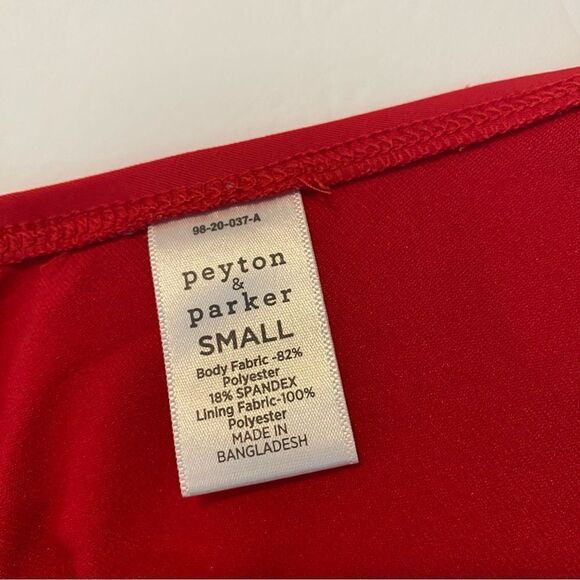 98-20-037-A
peyton
&
parker
SMALL
Body Fabric -82%
Polyester
18% SPANDEX
Lining Fabric-100%
Polyester
MADE IN
BANGLADESH